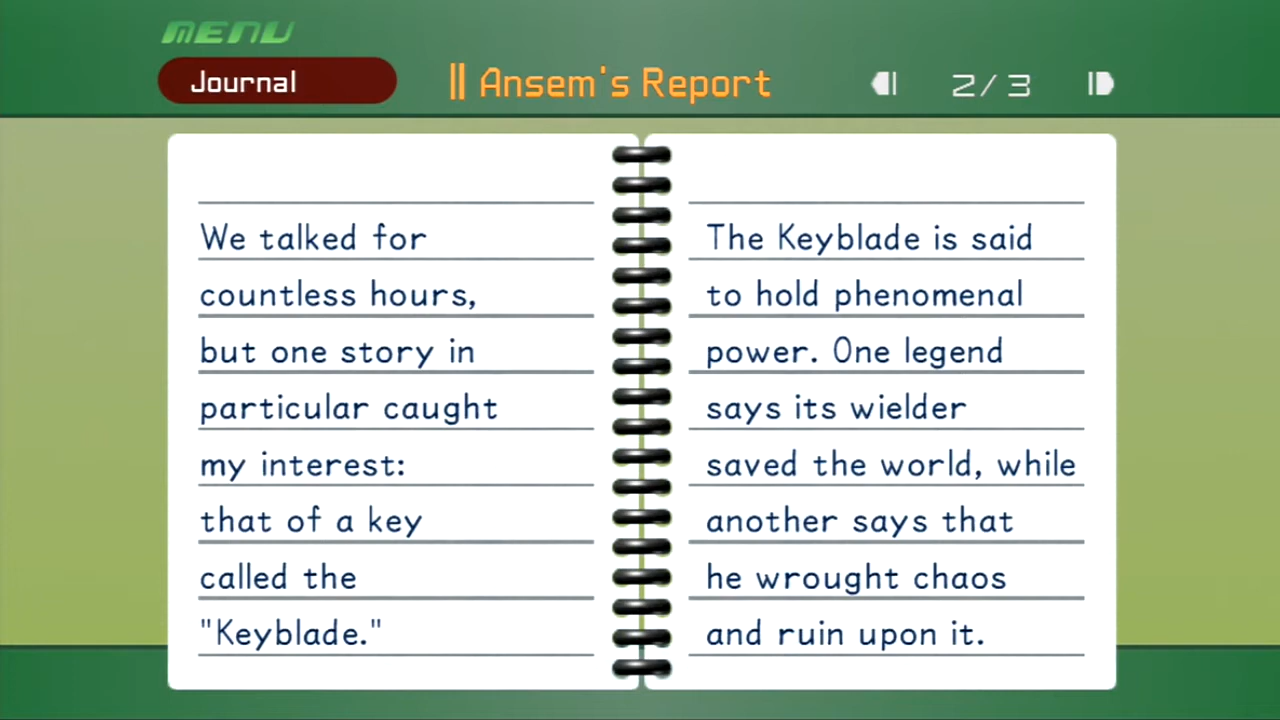 MENU
Journal
Ansem's Report
2/3
We talked for
countless hours,
but one story in
particular caught
my interest:
that of a key
called the
"Keyblade."
The Keyblade is said
to hold phenomenal
power. One legend
says its wielder
saved the world, while
another says that
he wrought chaos
and ruin upon it.